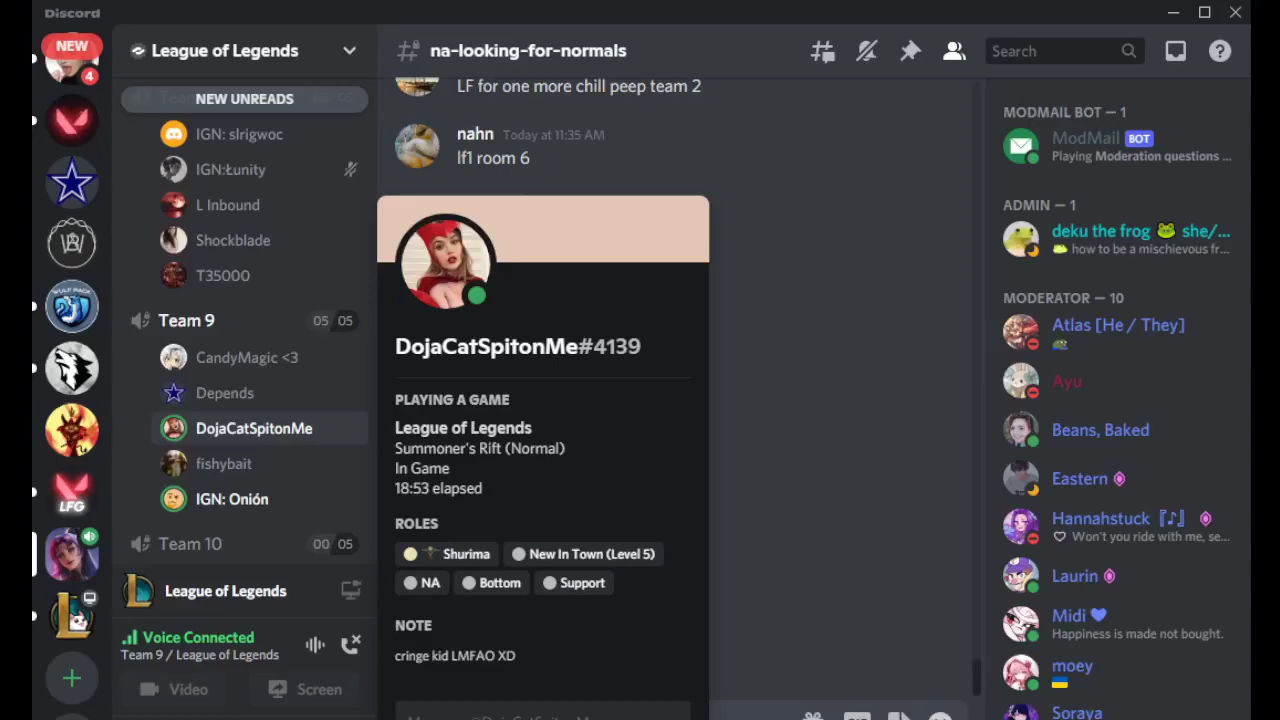 Discord
NEW
4
LFG
League of Legends
NEW UNREADS
IGN: slrigwoc
IGN:Łunity
L Inbound
Shockblade
T35000
Team 9
05 05
CandyMagic <3
Depends
DojaCatSpitonMe
fishybait
IGN: Onión
Team 10
00 05
League of Legends
Voice Connected
Team 9 / League of Legends
Video
Screen
na-looking-for-normals
Search
LF for one more chill peep team 2
nahn Today at 11:35 AM
lf1 room 6
DojaCatSpitonMe#4139
PLAYING A GAME
League of Legends
Summoner's Rift (Normal)
In Game
18:53 elapsed
ROLES
Shurima
New In Town (Level 5)
NA
Bottom
Support
NOTE
cringe kid LMFAO XD
MODMAIL BOT — 1
ModMail BOT
Playing Moderation questions ...
ADMIN — 1
deku the frog 🐸 she/...
how to be a mischievous fr...
MODERATOR — 10
Atlas [He / They]
Ayu
Beans, Baked
Eastern
Hannahstuck 『♪』
Won't you ride with me, se...
Laurin
Midi
Happiness is made not bought.
moey
Soraya